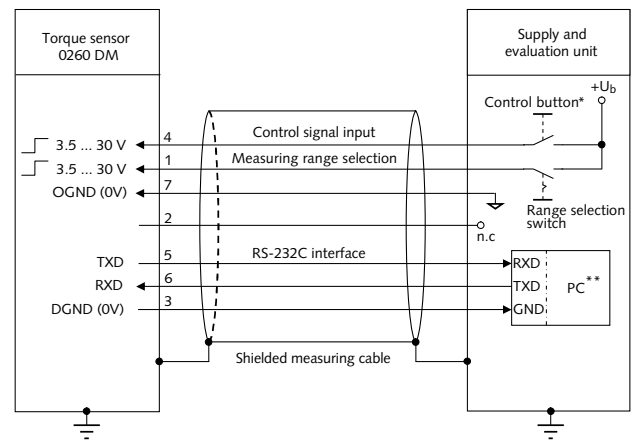 Torque sensor
0260 DM
Supply and
evaluation unit
+Ub
Control button*
3.5 ... 30 V
4
Control signal input
3.5 ... 30 V
1
Measuring range selection
OGND (0V)
7
Range selection
switch
2
n.c
TXD
5
RS-232C interface
RXD
RXD
6
TXD
PC**
DGND (0V)
3
GND
Shielded measuring cable